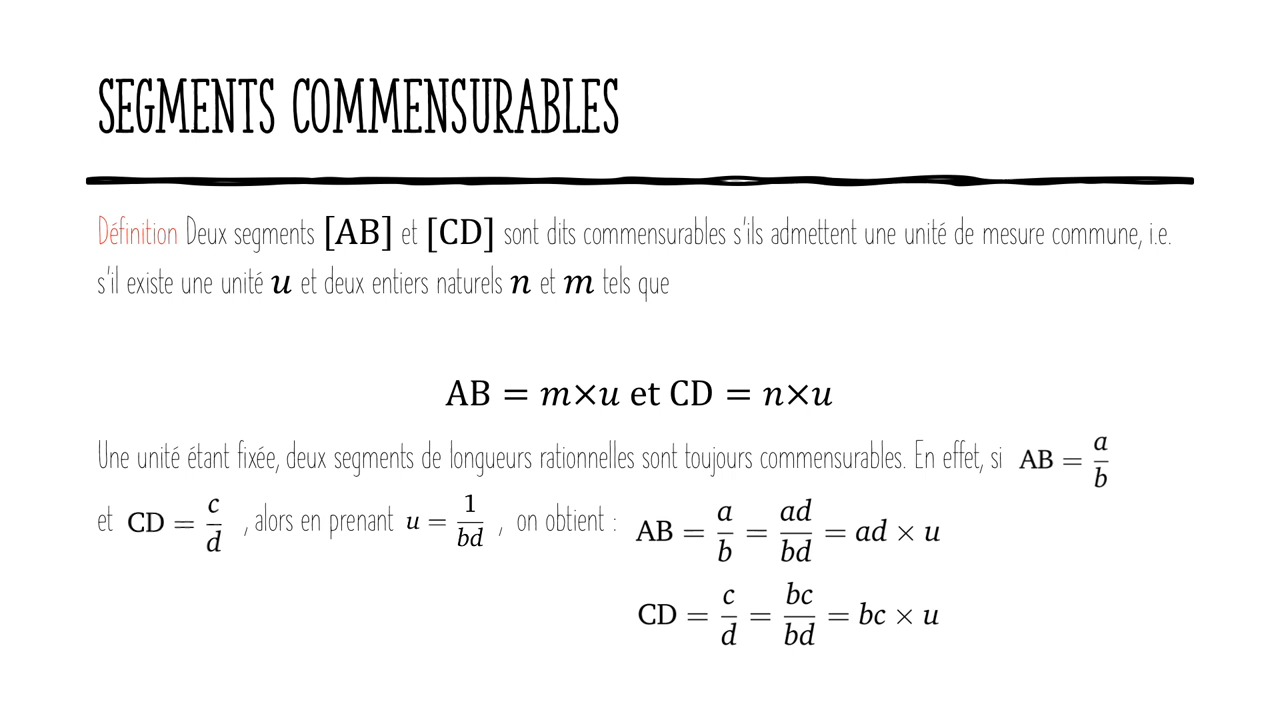 SEGMENTS COMMENSURABLES
Définition Deux segments [AB] et [CD] sont dits commensurables s'ils admettent une unité de mesure commune, i.e.
s'il existe une unité u et deux entiers naturels n et m tels que
AB = m×u et CD = n×u
Une unité étant fixée, deux segments de longueurs rationnelles sont toujours commensurables. En effet, si AB = a/b
et CD = c/d , alors en prenant u = 1/bd , on obtient : AB = a/b = ad/bd = ad × u
CD = c/d = bc/bd = bc × u